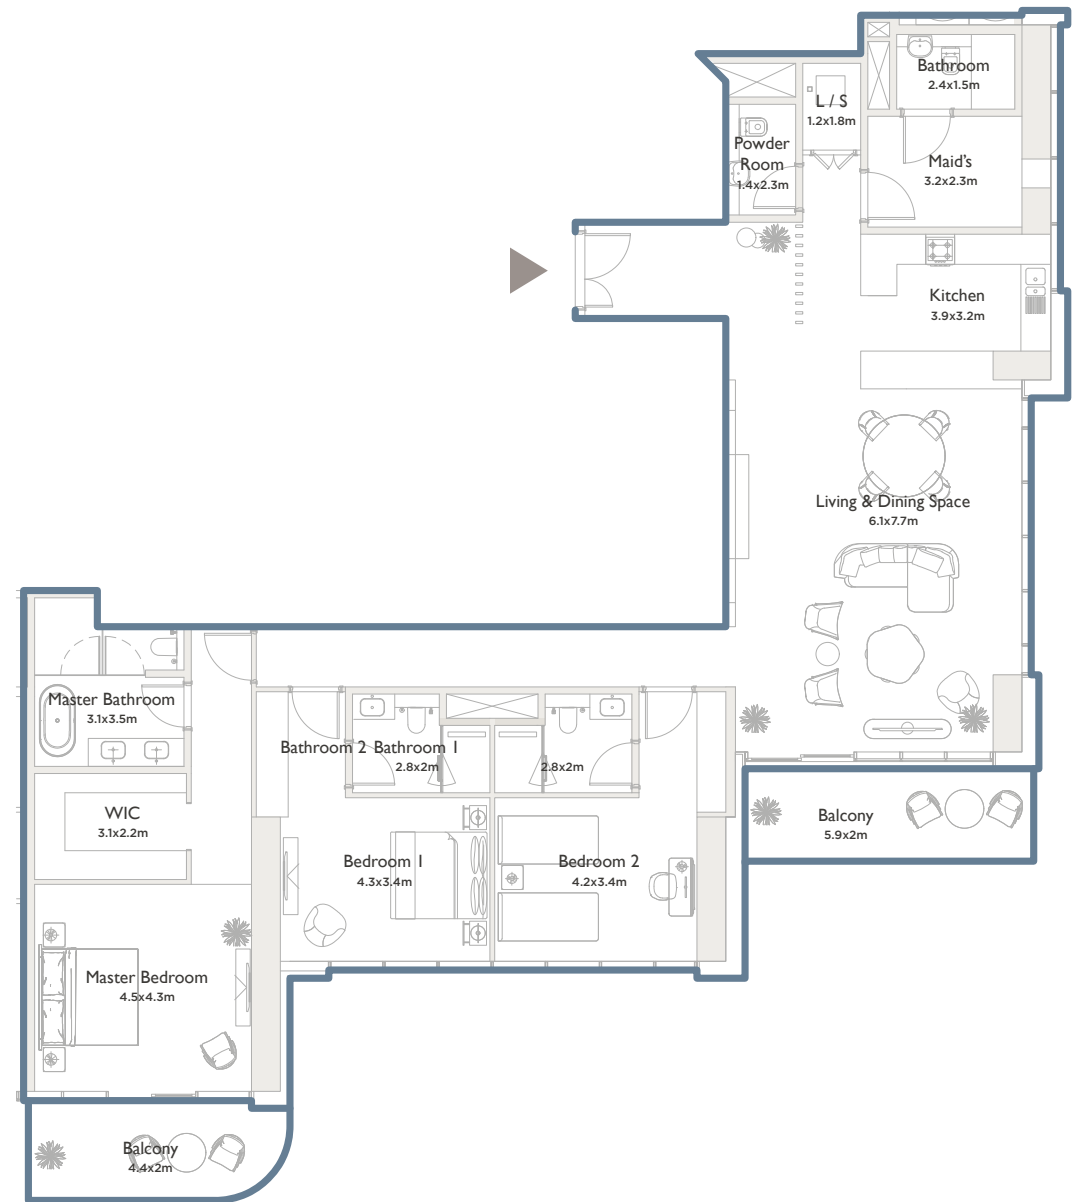 Bathroom
2.4x1.5m
L / S
1.2x1.8m
Powder
Room
1.4x2.3m
Maid's
3.2x2.3m
Kitchen
3.9x3.2m
Living & Dining Space
6.1x7.7m
Master Bathroom
3.1x3.5m
Bathroom 2 Bathroom 1
2.8x2m
2.8x2m
WIC
3.1x2.2m
Balcony
5.9x2m
Bedroom 1
4.3x3.4m
Bedroom 2
4.2x3.4m
Master Bedroom
4.5x4.3m
Balcony
4.4x2m